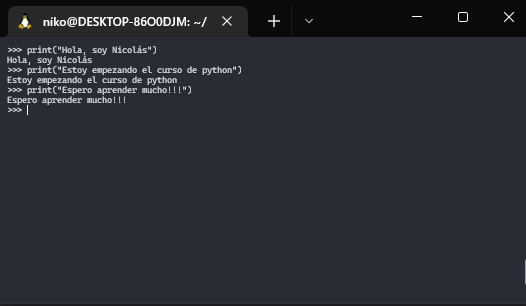 niko@DESKTOP-86O0DJM: ~/
>>> print("Hola, soy Nicolás")
Hola, soy Nicolás
>>> print("Estoy empezando el curso de python")
Estoy empezando el curso de python
>>> print("Espero aprender mucho!!!")
Espero aprender mucho!!!
>>>